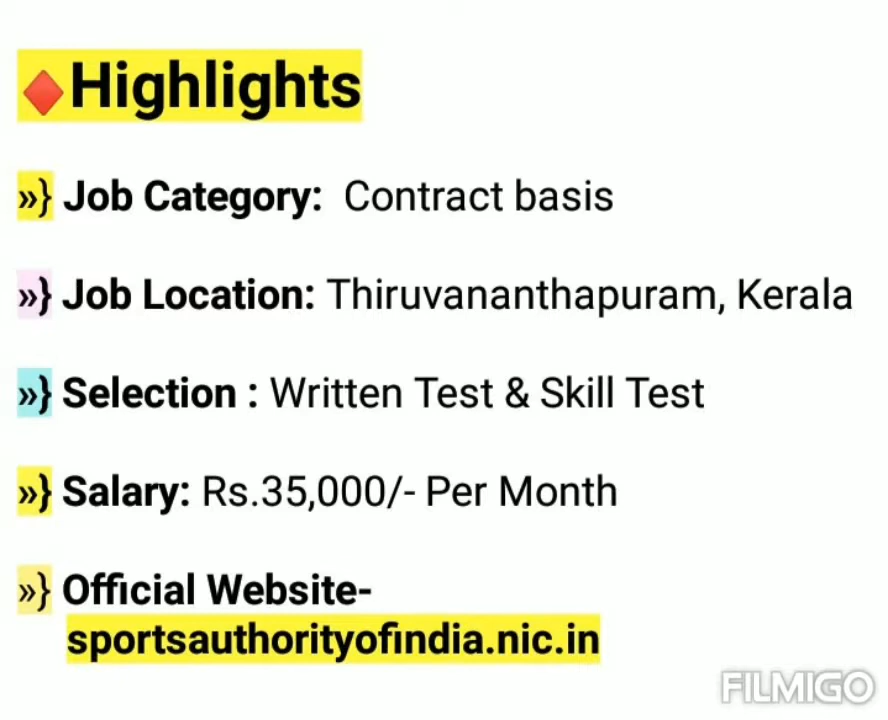 ♦Highlights
»} Job Category: Contract basis
»} Job Location: Thiruvananthapuram, Kerala
»} Selection : Written Test & Skill Test
»} Salary: Rs.35,000/- Per Month
»} Official Website-
sportsauthorityofindia.nic.in
FILMIGO